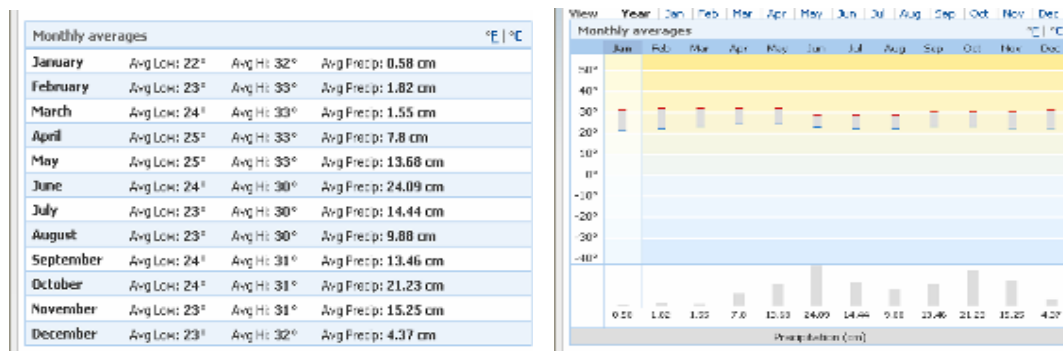 Monthly averages °F | °C
January Avg Low: 22° Avg Hi: 32° Avg Precip: 0.58 cm
February Avg Low: 23° Avg Hi: 33° Avg Precip: 1.82 cm
March Avg Low: 24° Avg Hi: 33° Avg Precip: 1.55 cm
April Avg Low: 25° Avg Hi: 33° Avg Precip: 7.8 cm
May Avg Low: 25° Avg Hi: 33° Avg Precip: 13.68 cm
June Avg Low: 24° Avg Hi: 30° Avg Precip: 24.09 cm
July Avg Low: 23° Avg Hi: 30° Avg Precip: 14.44 cm
August Avg Low: 23° Avg Hi: 30° Avg Precip: 9.88 cm
September Avg Low: 24° Avg Hi: 31° Avg Precip: 13.46 cm
October Avg Low: 24° Avg Hi: 31° Avg Precip: 21.23 cm
November Avg Low: 23° Avg Hi: 31° Avg Precip: 15.25 cm
December Avg Low: 23° Avg Hi: 32° Avg Precip: 4.37 cm
View Year | Jan | Feb | Mar | Apr | May | Jun | Jul | Aug | Sep | Oct | Nov | Dec
Monthly averages °F | °C
Jan Feb Mar Apr May Jun Jul Aug Sep Oct Nov Dec
50°
40°
30°
20°
10°
0°
-10°
-20°
-30°
-40°
0.58 1.82 1.55 7.8 13.68 24.09 14.44 9.88 13.46 21.23 15.25 4.37
Precipitation (cm)